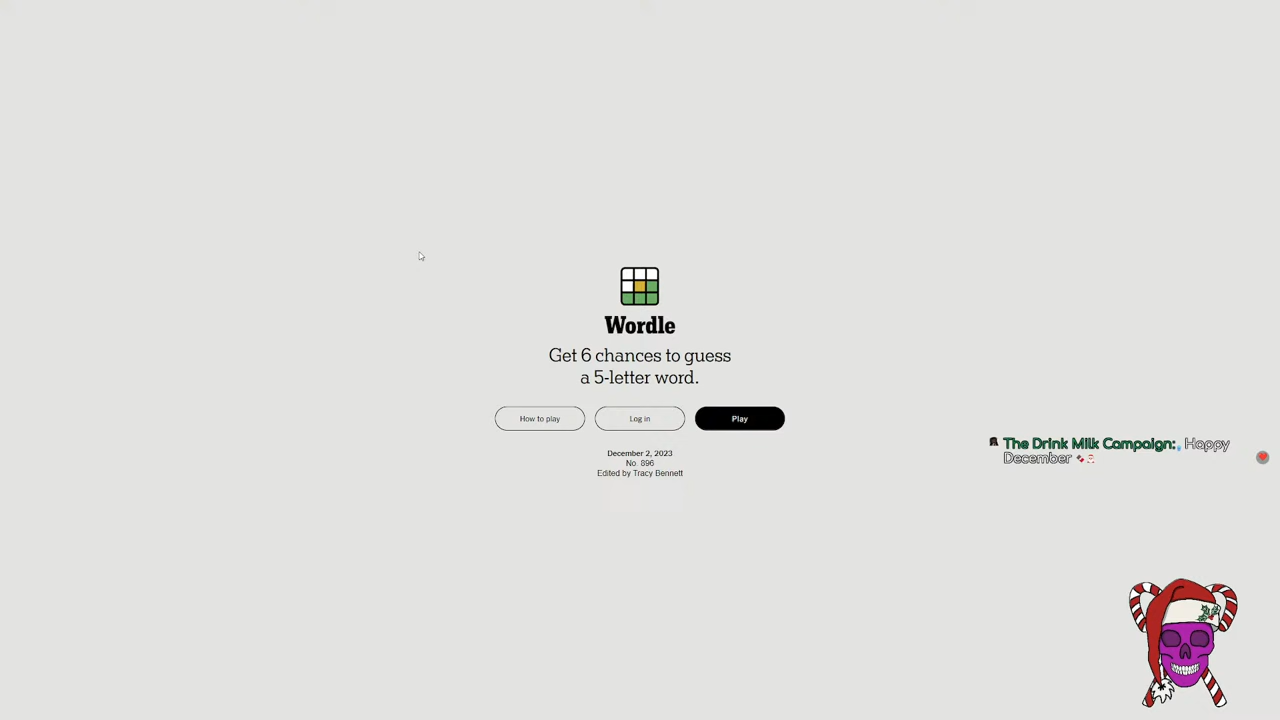 Wordle
Get 6 chances to guess
a 5-letter word.
How to play
Log in
Play
December 2, 2023
No. 896
Edited by Tracy Bennett
The Drink Milk Campaign: Happy
December